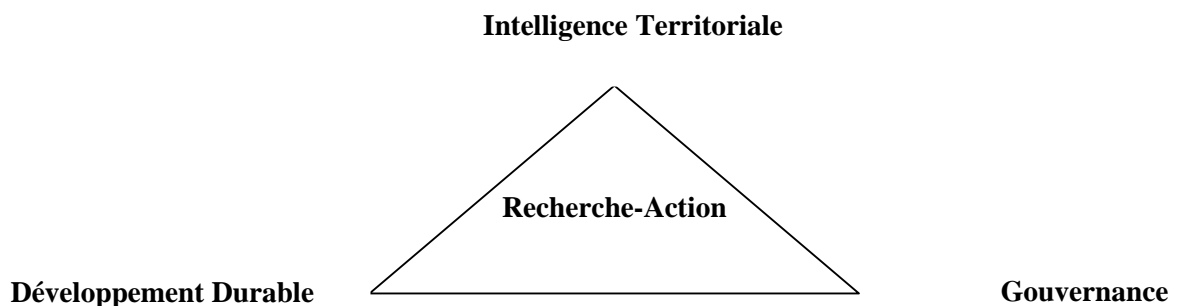 Intelligence Territoriale
Recherche-Action
Développement Durable
Gouvernance